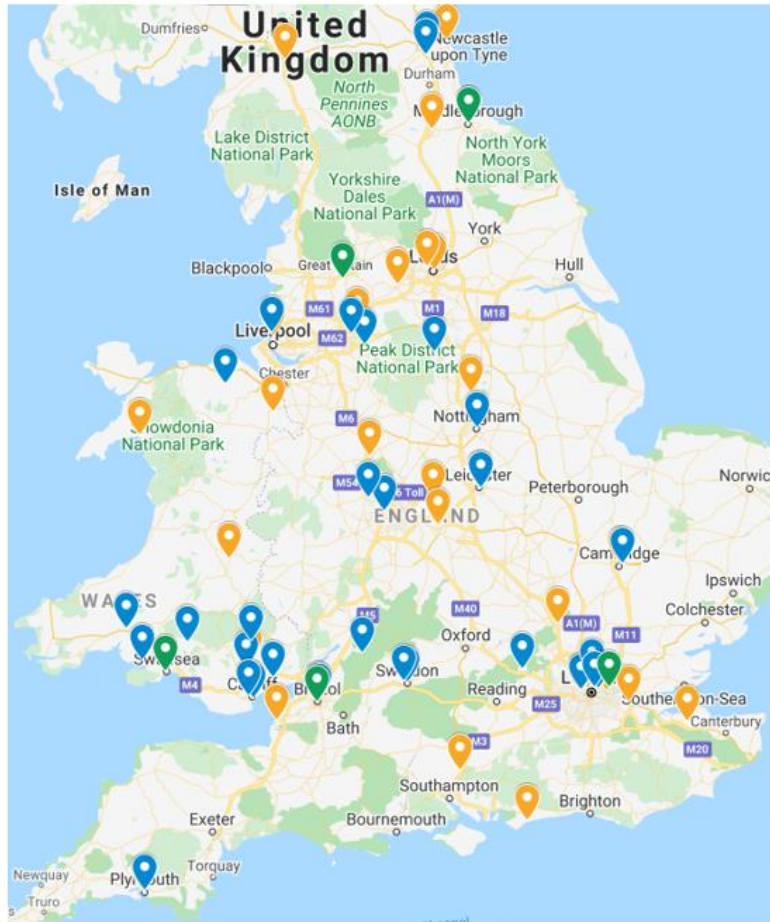 Dumfries
United
Kingdom
Newcastle
upon Tyne
Durham
North
Pennines
AONB
Lake District
National Park
North York
Moors
National Park
Isle of Man
Yorkshire
Dales
National Park
A1(M)
York
Blackpool
Hull
M61
M1
M18
Liverpool
M62
Peak District
National Park
Chester
M6
Nottingham
National Park
M54
Leicester
Peterborough
Norwic
ENGLAND
Cambridge
Ipswich
WALES
Colchester
M5
M40
Oxford
A1(M)
M11
Swansea
M4
Bristol
Swindon
Reading
M25
Bath
Canterbury
M3
M20
Southampton
Brighton
Exeter
Bournemouth
Newquay
Plymouth
Torquay
Truro